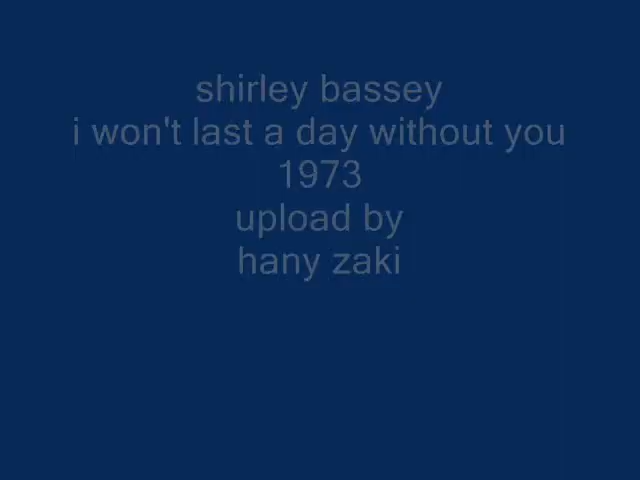 shirley bassey
i won't last a day without you
1973
upload by
hany zaki